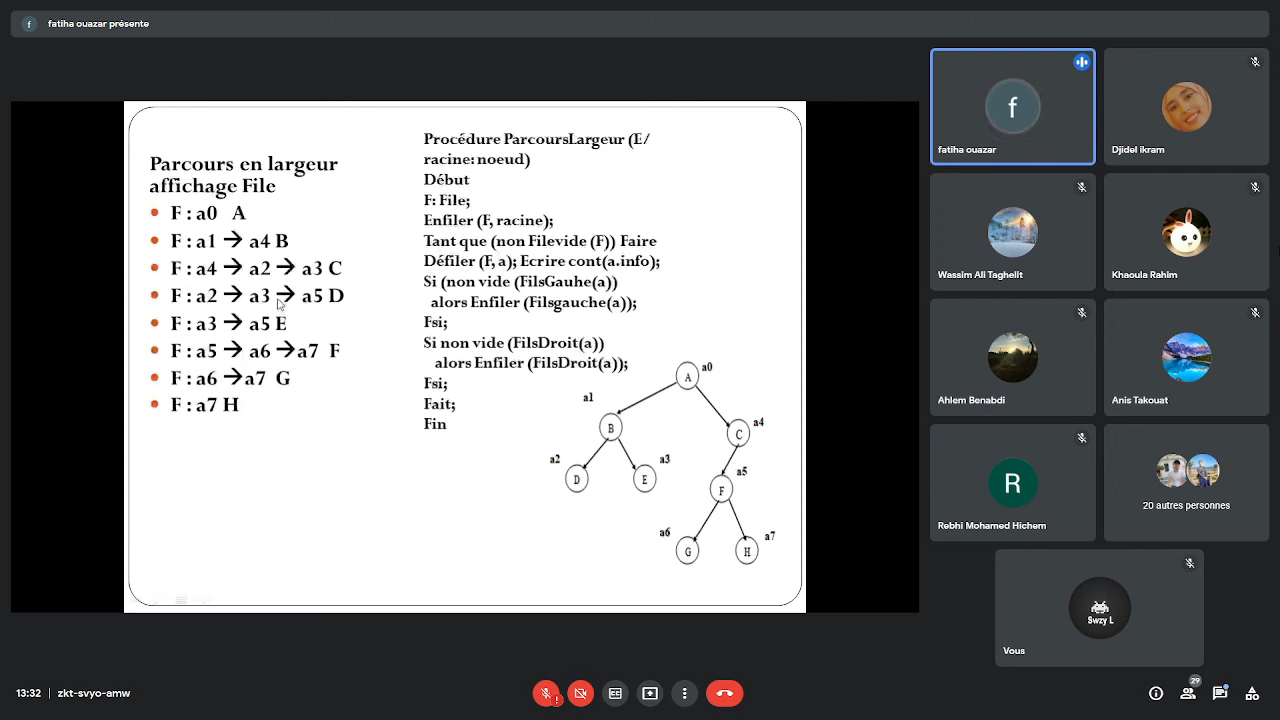 f fatiha ouazar présente
Parcours en largeur
affichage File
F : a0 A
F : a1 → a4 B
F : a4 → a2 → a3 C
F : a2 → a3 → a5 D
F : a3 → a5 E
F : a5 → a6 →a7 F
F : a6 →a7 G
F : a7 H
Procédure ParcoursLargeur (E/
racine: noeud)
Début
F: File;
Enfiler (F, racine);
Tant que (non Filevide (F)) Faire
Défiler (F, a); Ecrire cont(a.info);
Si (non vide (FilsGauhe(a))
alors Enfiler (Filsgauche(a));
Fsi;
Si non vide (FilsDroit(a))
alors Enfiler (FilsDroit(a));
Fsi;
Fait;
Fin
A a0
a1
B
C a4
a2
D
E a3
F a5
a6
G
H a7
f
fatiha ouazar
Djidel ikram
Wassim Ali Taghelit
Khaoula Rahim
Ahlem Benabdi
Anis Takouat
R
Rebhi Mohamed Hichem
20 autres personnes
Swzy L
Vous
13:32 | zkt-svyo-amw
29